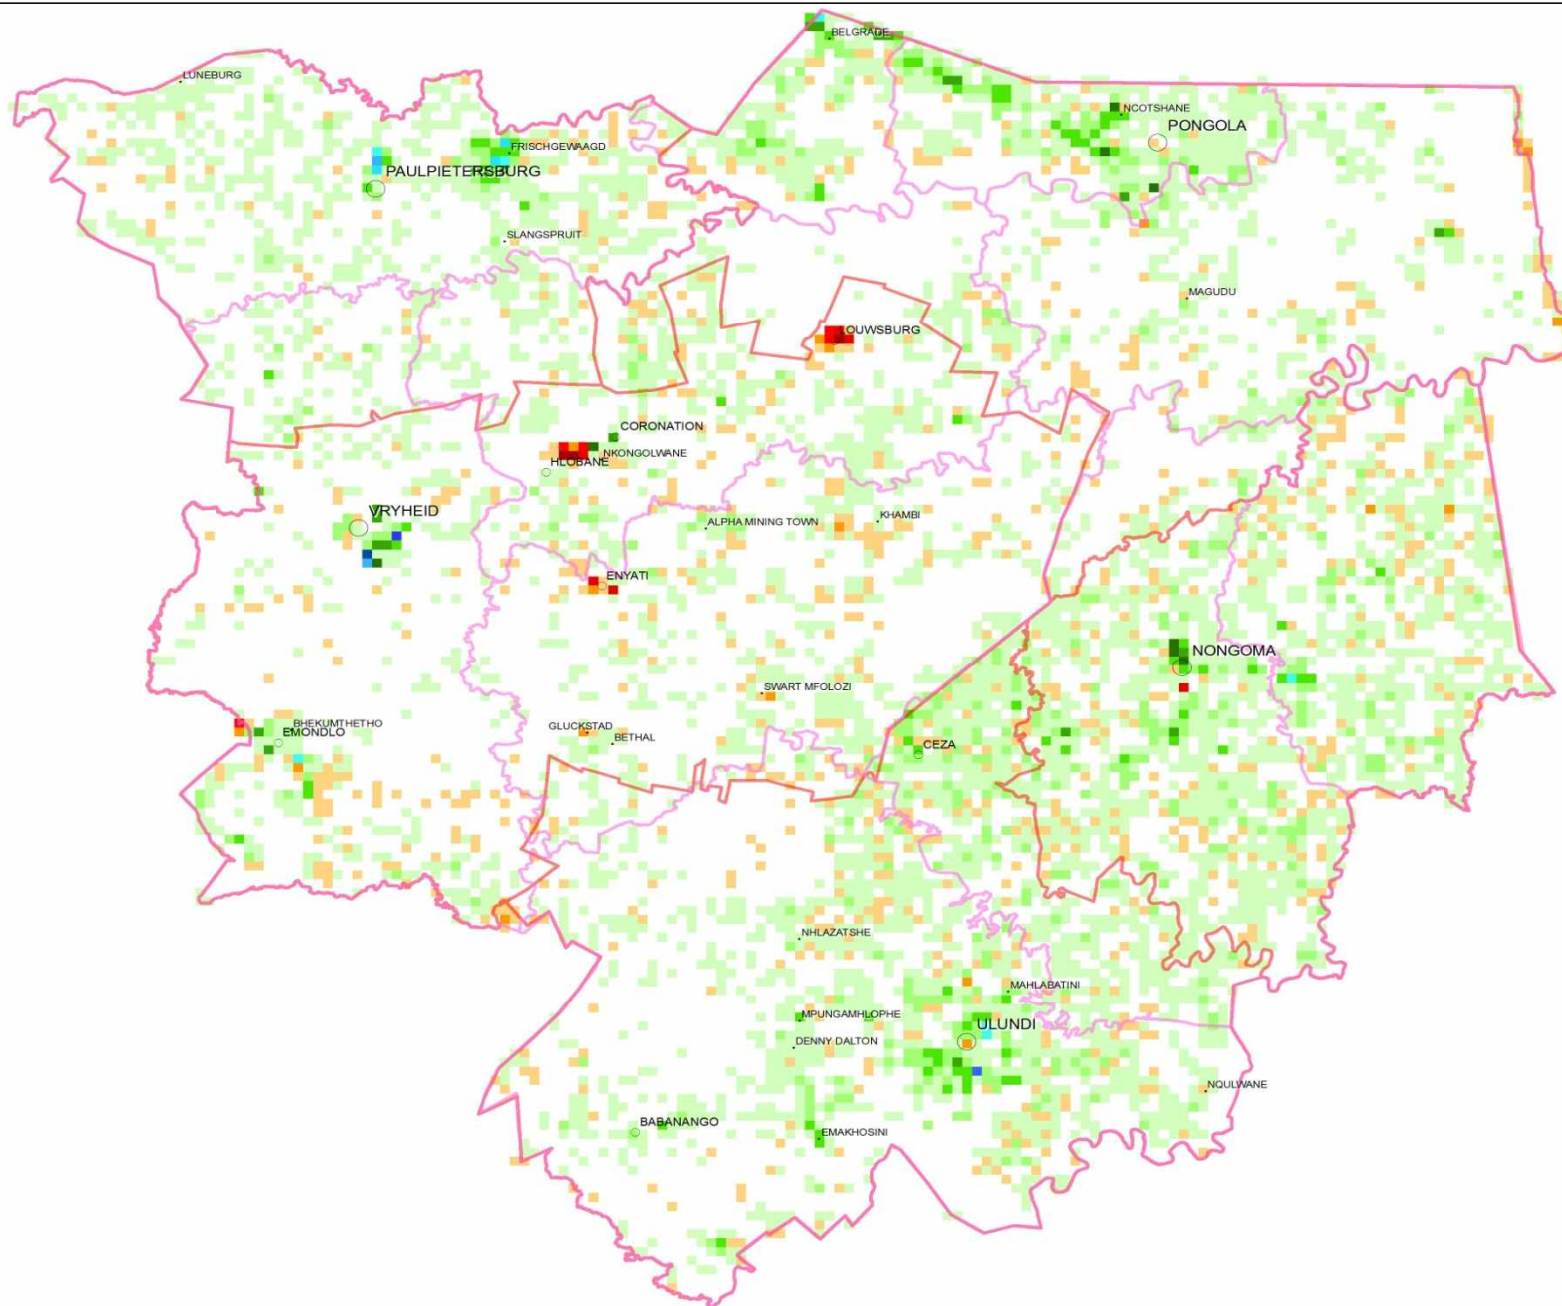 BELGRADE
LUNEBURG
NCOTSHANE
PONGOLA
FRISCHGEWAAGD
PAULPIETERSBURG
SLANGSPRUIT
MAGUDU
LOUWSBURG
CORONATION
NKONGOLWANE
HLOBANE
VRYHEID
KHAMBI
ALPHA MINING TOWN
ENYATI
NONGOMA
SWART MFOLOZI
BHEKUMTHETHO
GLUCKSTAD
EMONDLO
BETHAL
CEZA
NHLAZATSHE
MAHLABATINI
MPUNGAMHLOPHE
ULUNDI
DENNY DALTON
NQULWANE
BABANANGO
EMAKHOSINI